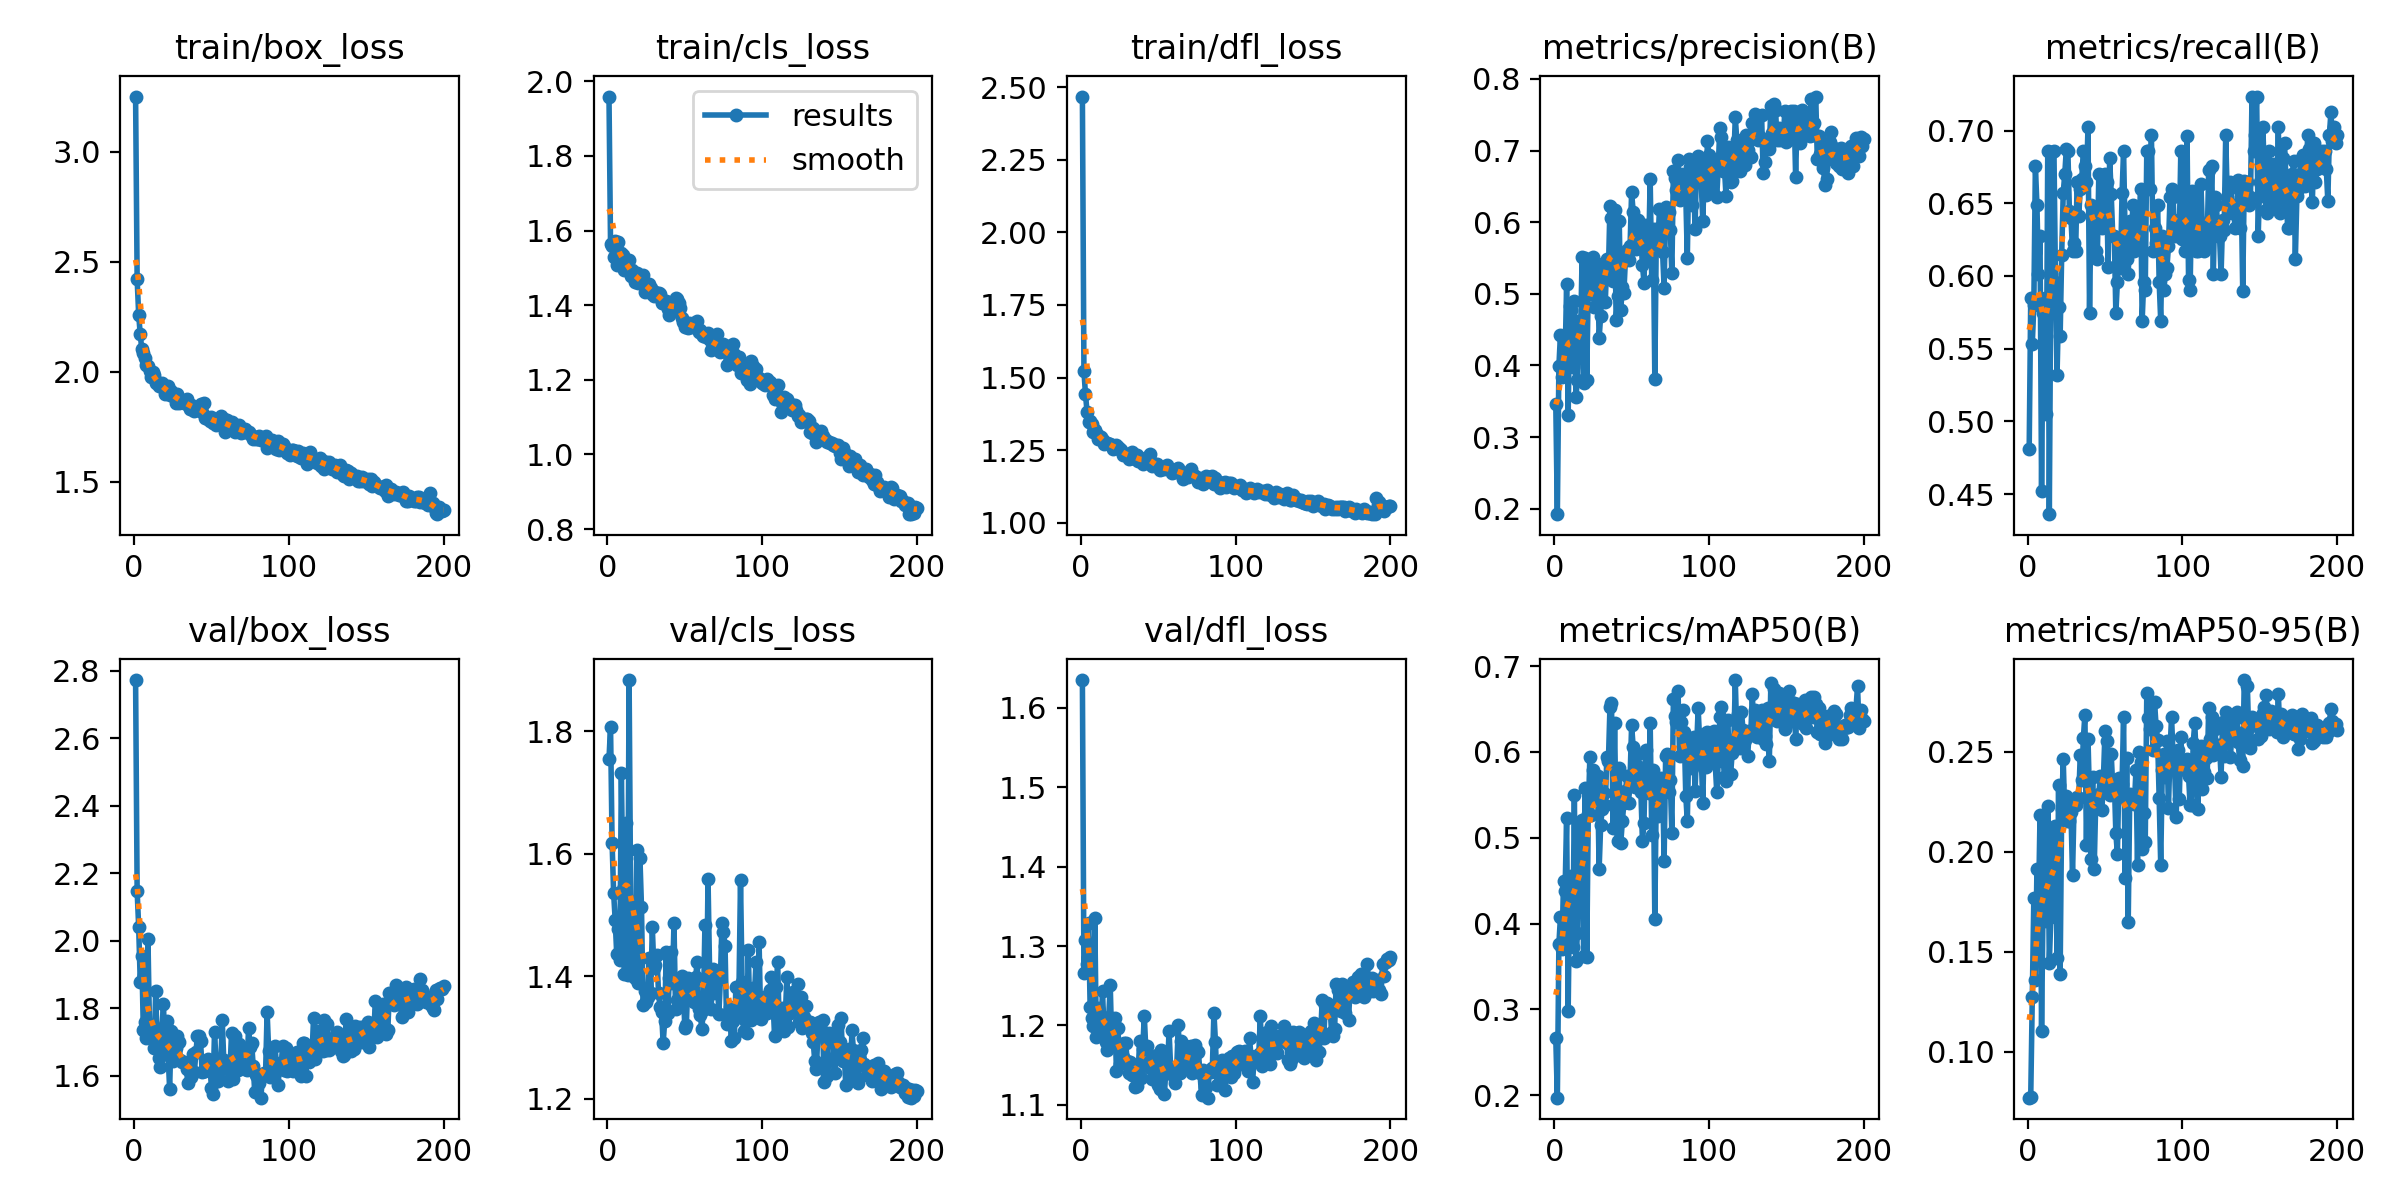 train/box_loss
3.0
2.5
2.0
1.5
0 100 200
train/cls_loss
2.0
1.8
1.6
1.4
1.2
1.0
0.8
0 100 200
results
smooth
train/dfl_loss
2.50
2.25
2.00
1.75
1.50
1.25
1.00
0 100 200
metrics/precision(B)
0.8
0.7
0.6
0.5
0.4
0.3
0.2
0 100 200
metrics/recall(B)
0.70
0.65
0.60
0.55
0.50
0.45
0 100 200
val/box_loss
2.8
2.6
2.4
2.2
2.0
1.8
1.6
0 100 200
val/cls_loss
1.8
1.6
1.4
1.2
0 100 200
val/dfl_loss
1.6
1.5
1.4
1.3
1.2
1.1
0 100 200
metrics/mAP50(B)
0.7
0.6
0.5
0.4
0.3
0.2
0 100 200
metrics/mAP50-95(B)
0.25
0.20
0.15
0.10
0 100 200